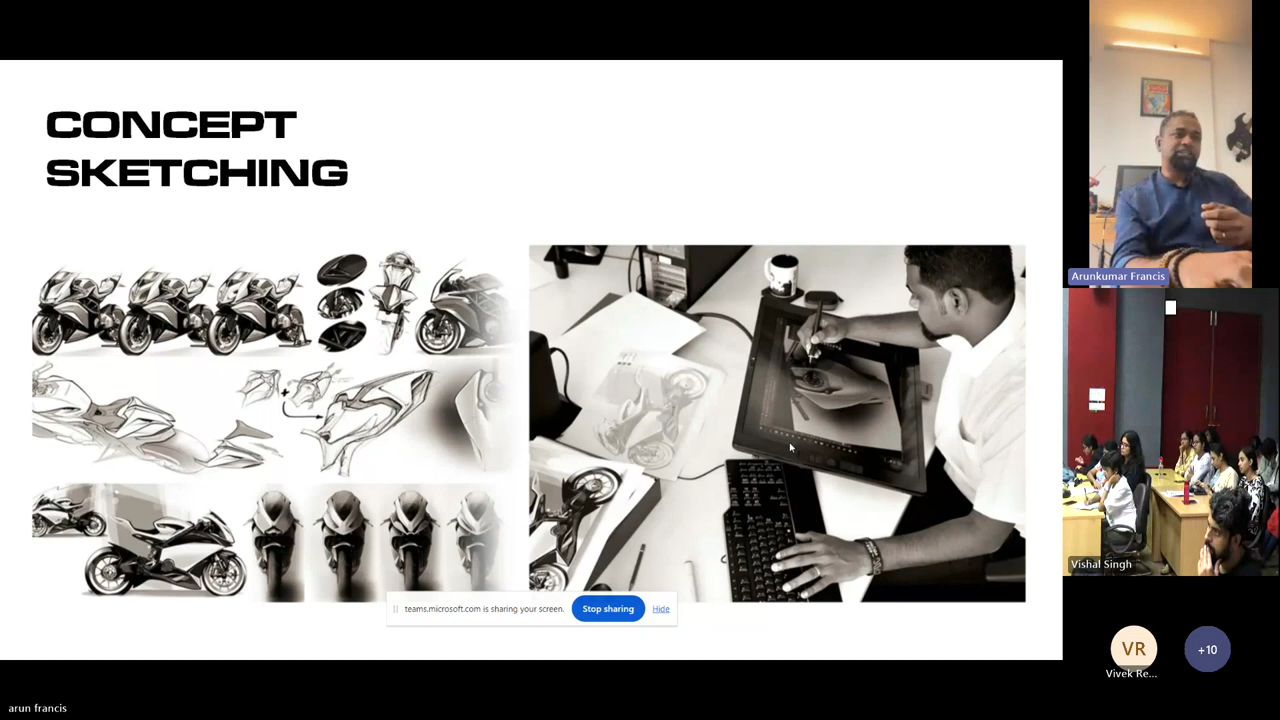 CONCEPT
SKETCHING
teams.microsoft.com is sharing your screen.
Stop sharing
Hide
Arunkumar Francis
Vishal Singh
VR
Vivek Re...
+10
arun francis